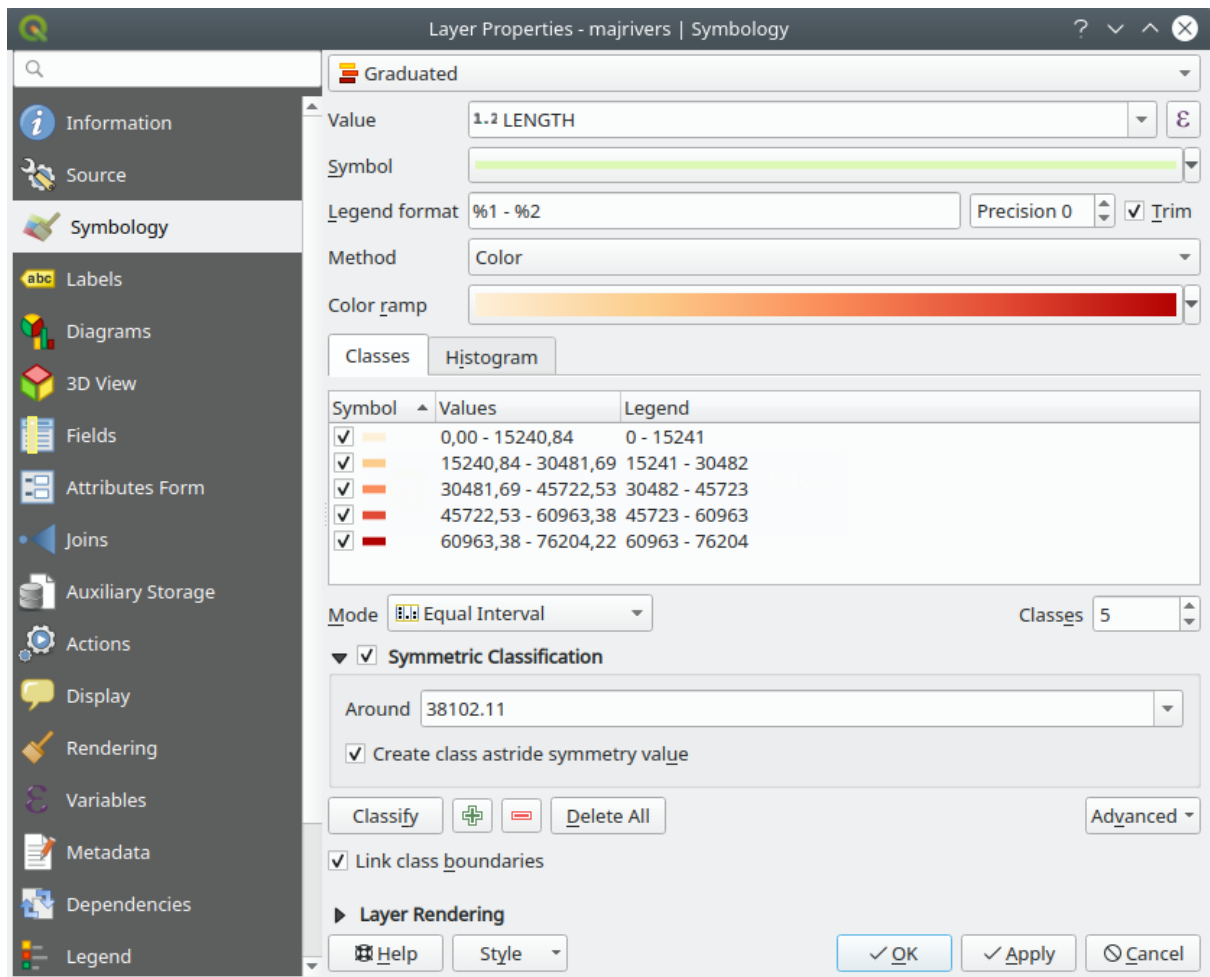 Layer Properties - majrivers | Symbology
Information
Source
Symbology
abc Labels
Diagrams
3D View
Fields
Attributes Form
Joins
Auxiliary Storage
Actions
Display
Rendering
Variables
Metadata
Dependencies
Legend
Graduated
Value 1.2 LENGTH ε
Symbol
Legend format %1 - %2 Precision 0 Trim
Method Color
Color ramp
Classes Histogram
Symbol Values Legend
0,00 - 15240,84 0 - 15241
15240,84 - 30481,69 15241 - 30482
30481,69 - 45722,53 30482 - 45723
45722,53 - 60963,38 45723 - 60963
60963,38 - 76204,22 60963 - 76204
Mode Equal Interval Classes 5
Symmetric Classification
Around 38102.11
Create class astride symmetry value
Classify Delete All Advanced
Link class boundaries
Layer Rendering
Help Style OK Apply Cancel